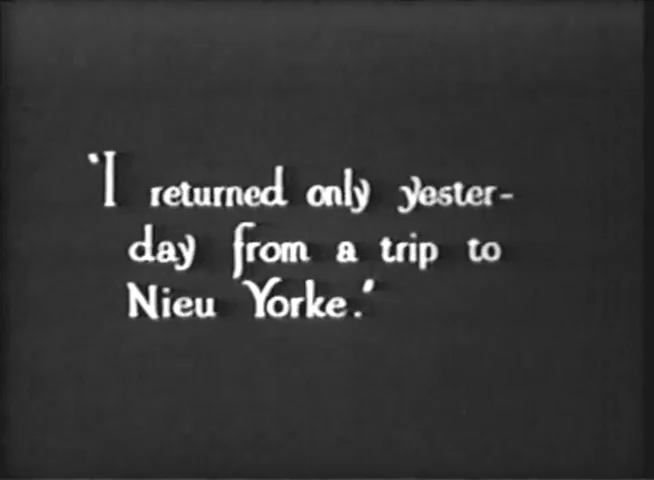 'I returned only yester-
day from a trip to
Nieu Yorke.'